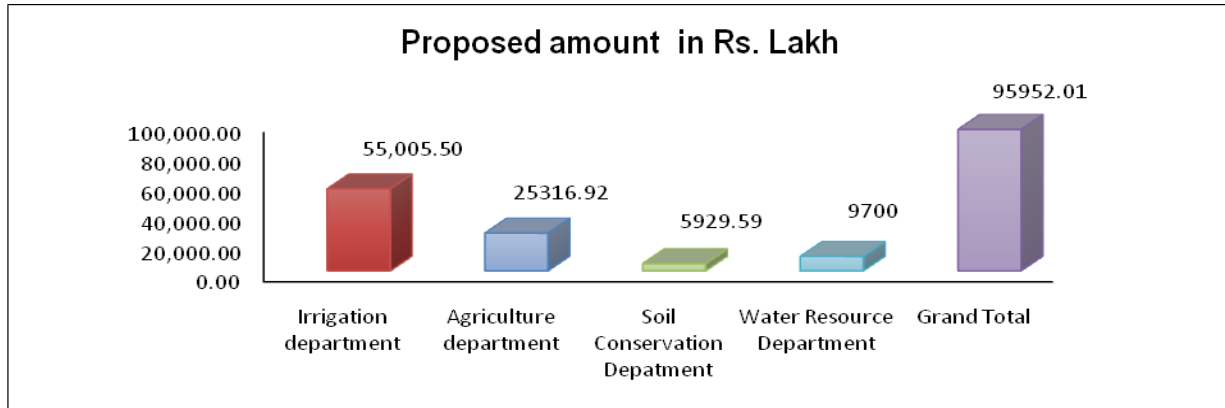 Proposed amount in Rs. Lakh
95952.01
55,005.50
25316.92
5929.59
9700
100,000.00
80,000.00
60,000.00
40,000.00
20,000.00
0.00
Irrigation
department
Agriculture
department
Soil
Conservation
Depatment
Water Resource
Department
Grand Total